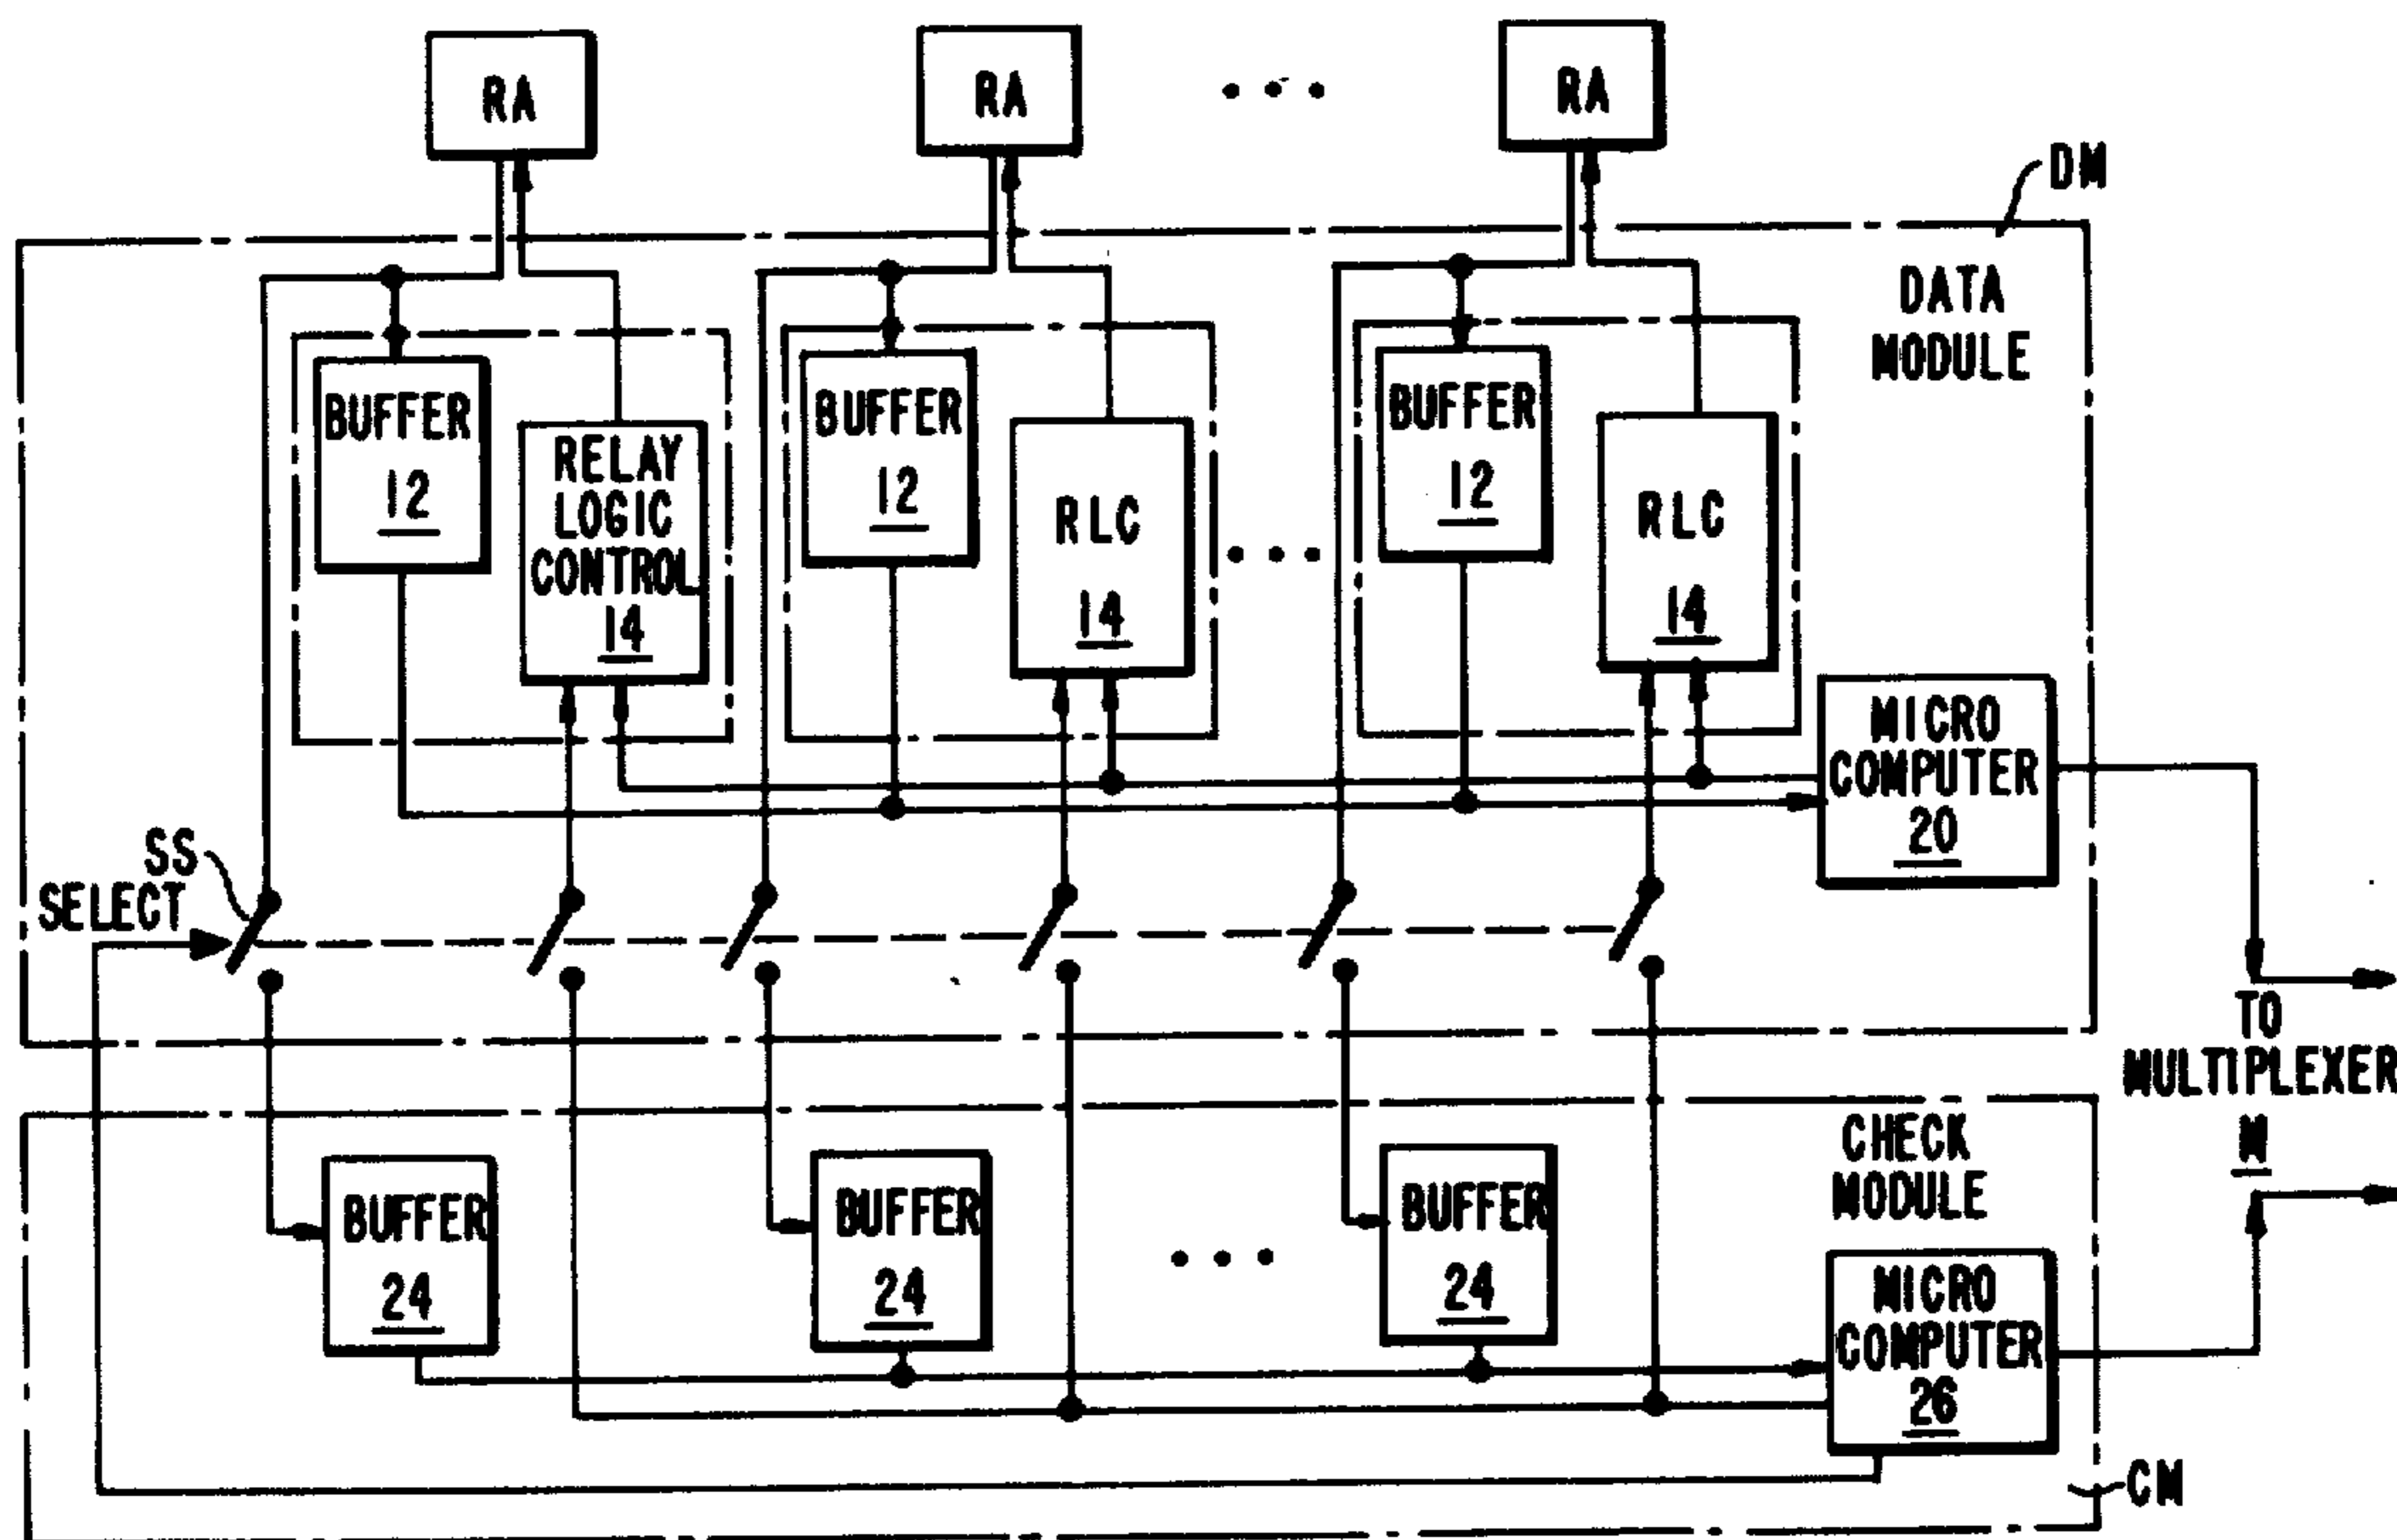 RA
RA
RA
DM
DATA
MODULE
BUFFER
12
RELAY
LOGIC
CONTROL
14
BUFFER
12
RLC
14
BUFFER
12
RLC
14
MICRO
COMPUTER
20
SS
SELECT
TO
MULTIPLEXER
M
CHECK
MODULE
BUFFER
24
BUFFER
24
BUFFER
24
MICRO
COMPUTER
26
CM